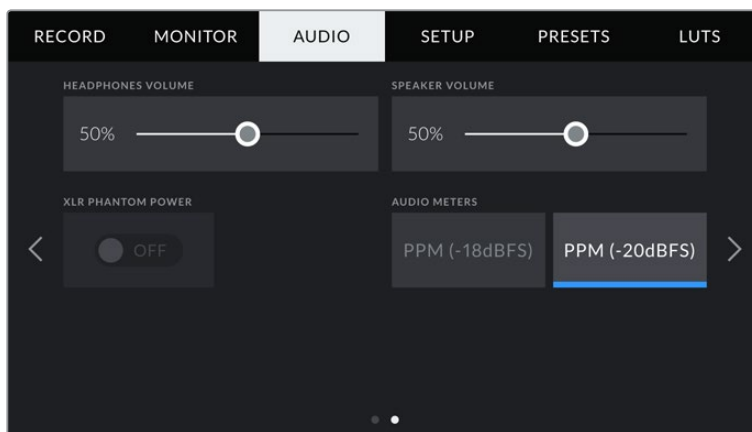 RECORD MONITOR AUDIO SETUP PRESETS LUTS
HEADPHONES VOLUME SPEAKER VOLUME
50% 50%
XLR PHANTOM POWER AUDIO METERS
OFF PPM (-18dBFS) PPM (-20dBFS)